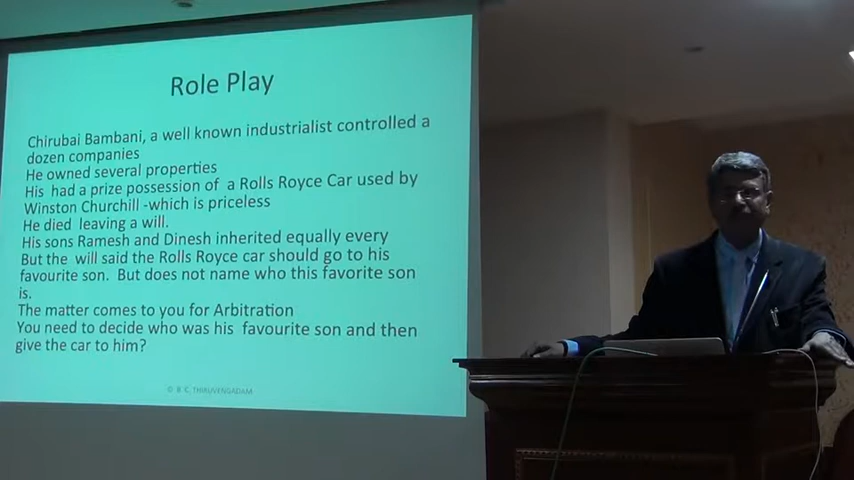 Role Play
Chirubai Bambani, a well known industrialist controlled a
dozen companies
He owned several properties
His had a prize possession of a Rolls Royce Car used by
Winston Churchill -which is priceless
He died leaving a will.
His sons Ramesh and Dinesh inherited equally every
But the will said the Rolls Royce car should go to his
favourite son. But does not name who this favorite son
is.
The matter comes to you for Arbitration
You need to decide who was his favourite son and then
give the car to him?
© B C THIRUVENGADAM